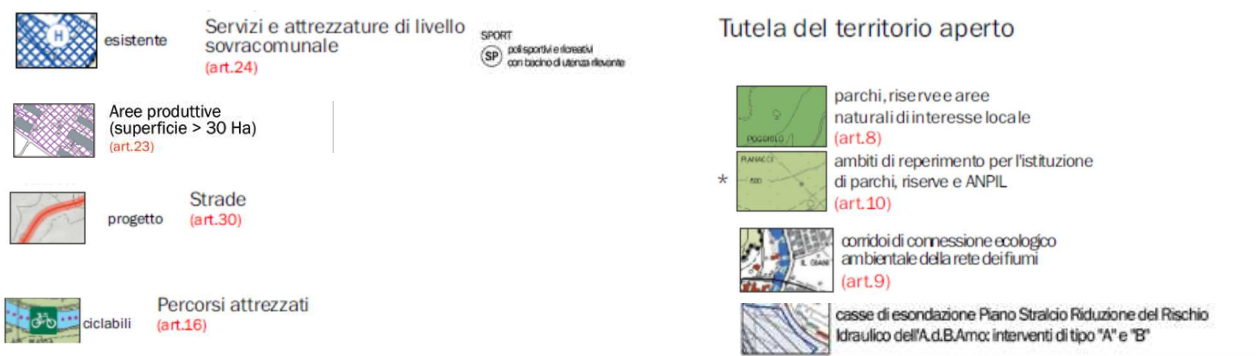 H
esistente
Servizi e attrezzature di livello
sovracomunale
(art.24)
SPORT
SP
poli sportivi e ricreativi
con bacino di utenza rilevante
Aree produttive
(superficie > 30 Ha)
(art.23)
progetto
Strade
(art.30)
ciclabili
Percorsi attrezzati
(art.16)
Tutela del territorio aperto
POGGIOLO
parchi, riserve e aree
naturali di interesse locale
(art.8)
*
PIANACCI
600
ambiti di reperimento per l'istituzione
di parchi, riserve e ANPIL
(art.10)
corridoi di connessione ecologico
ambientale della rete dei fiumi
(art.9)
casse di esondazione Piano Stralcio Riduzione del Rischio
Idraulico dell'A.d.B.Arno: interventi di tipo "A" e "B"